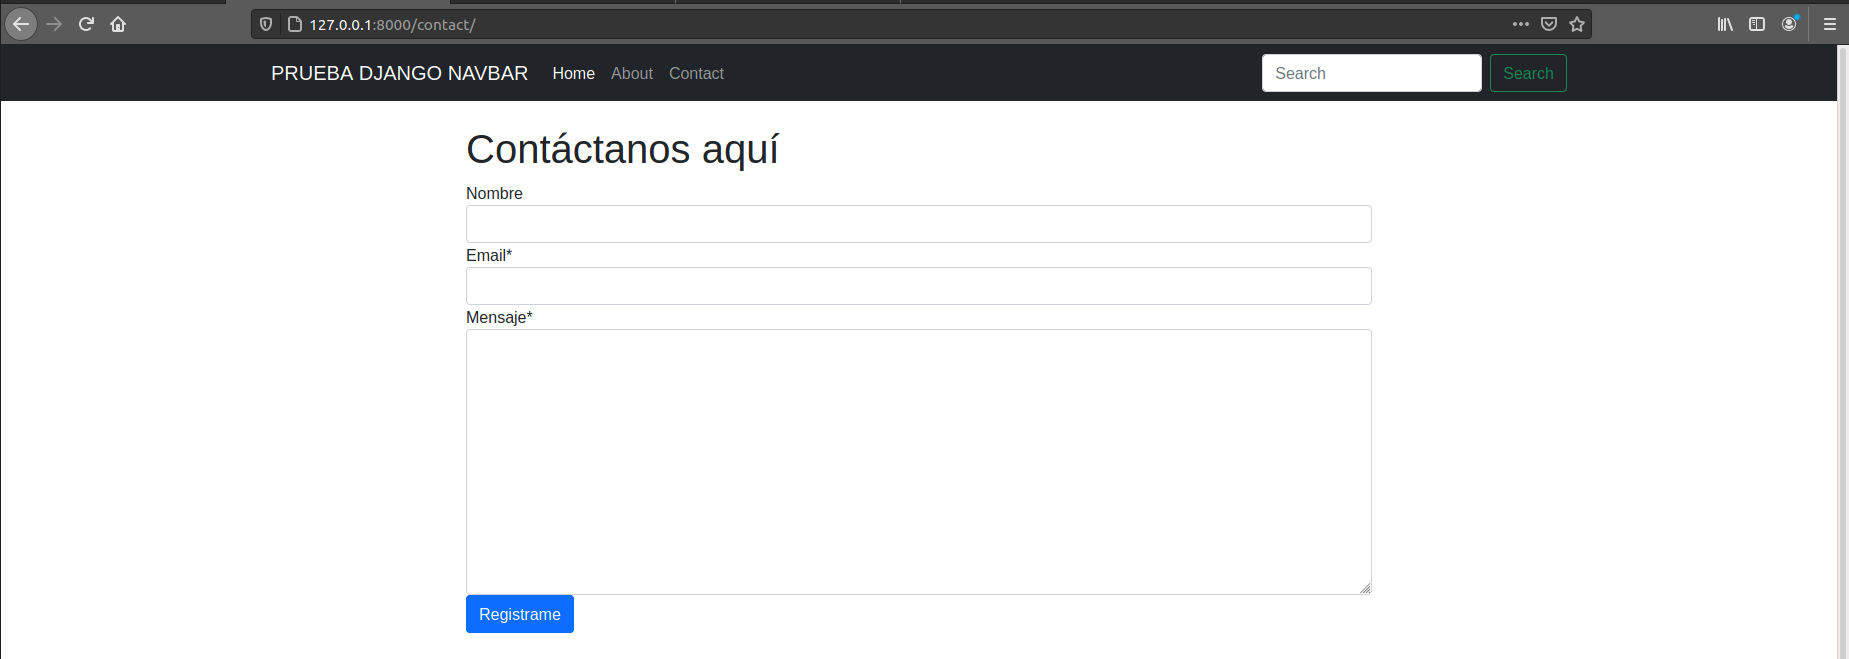 127.0.0.1:8000/contact/
PRUEBA DJANGO NAVBAR Home About Contact Search Search
Contáctanos aquí
Nombre
Email*
Mensaje*
Registrame